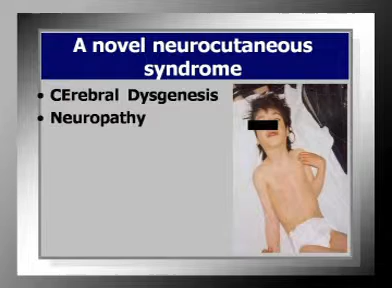 A novel neurocutaneous
syndrome
• CErebral Dysgenesis
• Neuropathy